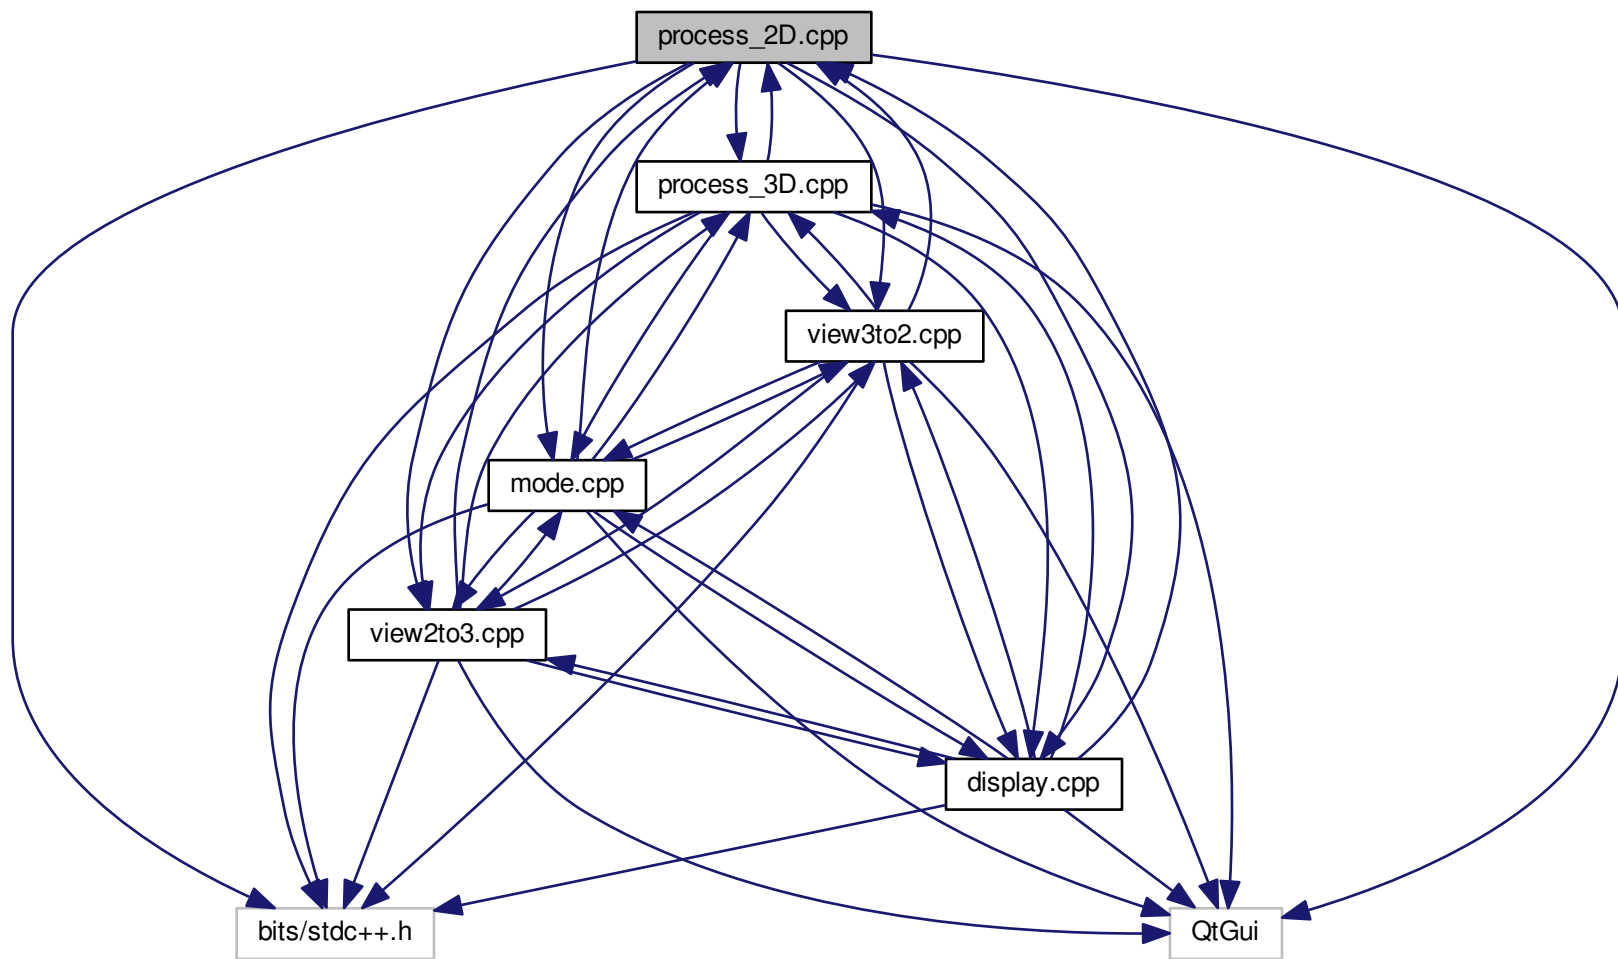 process_2D.cpp
process_3D.cpp
view3to2.cpp
mode.cpp
view2to3.cpp
display.cpp
bits/stdc++.h
QtGui